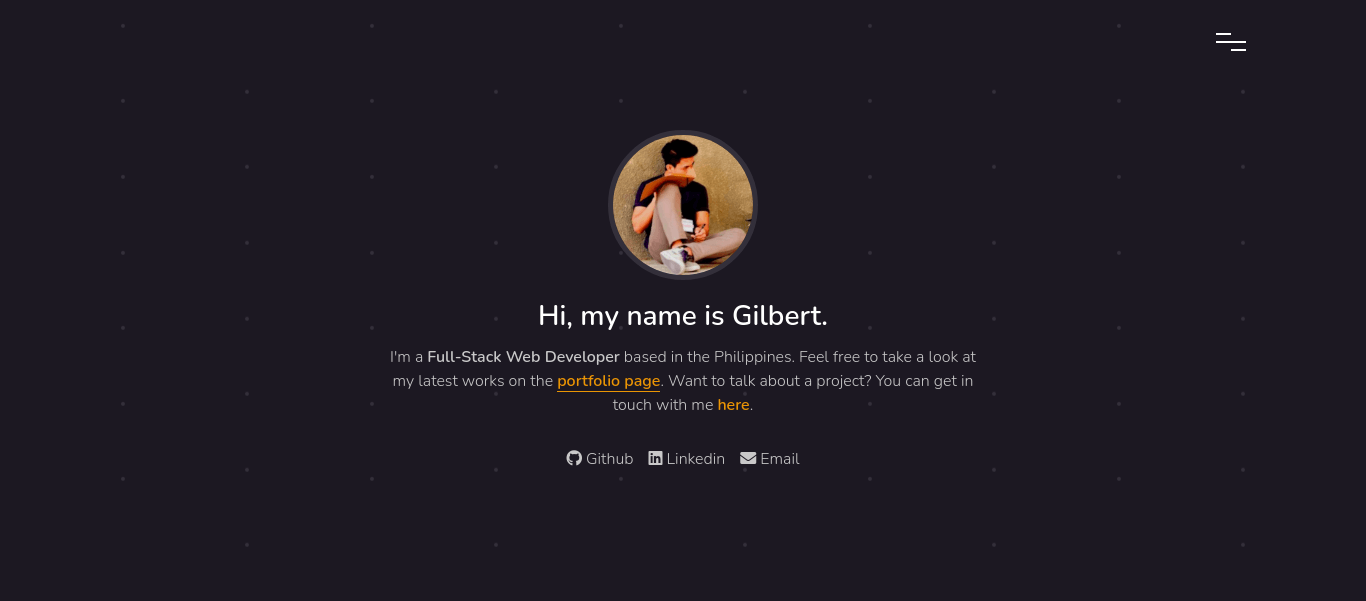 Hi, my name is Gilbert.
I'm a Full-Stack Web Developer based in the Philippines. Feel free to take a look at
my latest works on the portfolio page. Want to talk about a project? You can get in
touch with me here.
Github Linkedin Email